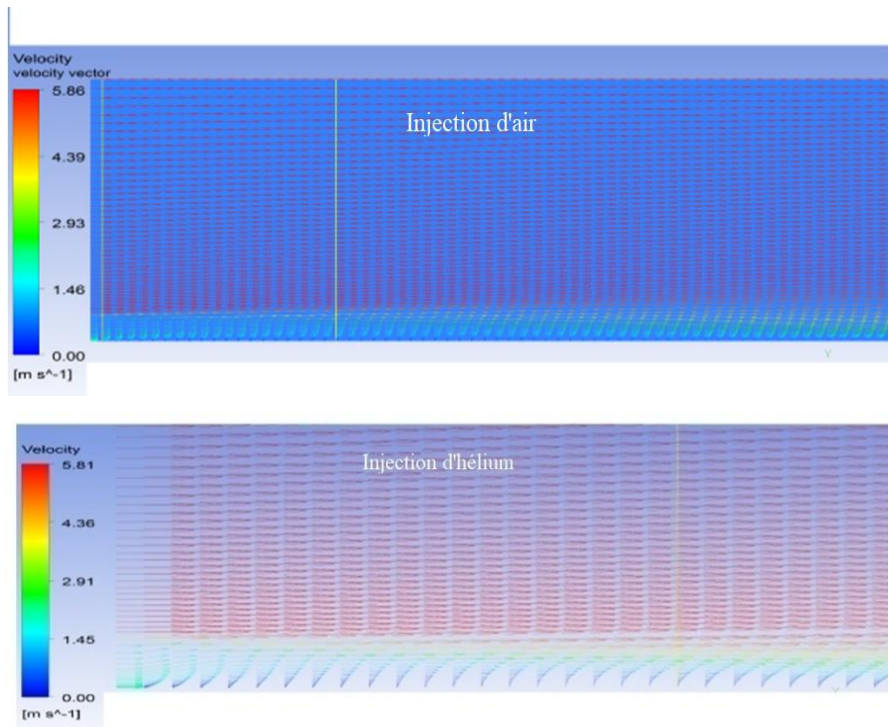 Velocity
velocity vector
5.86
Injection d'air
4.39
2.93
1.46
0.00
[m s^-1]
Y
Velocity
5.81
Injection d'hélium
4.36
2.91
1.45
0.00
[m s^-1]